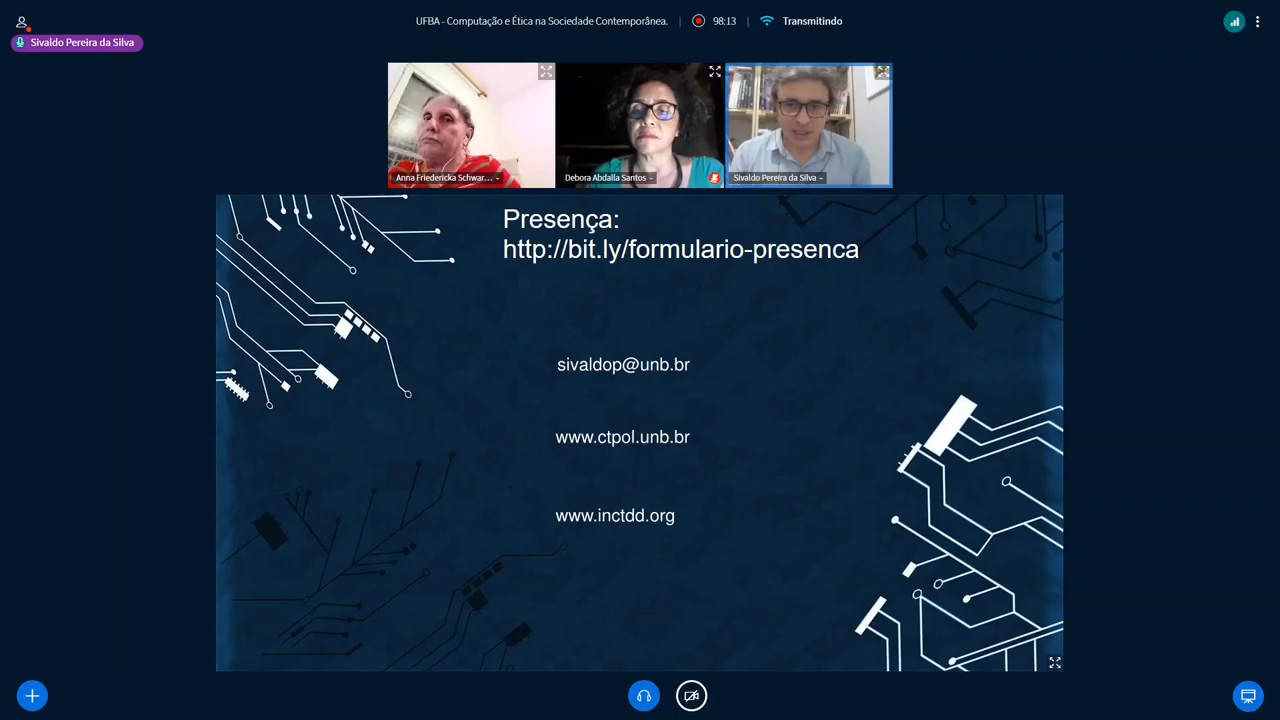 UFBA - Computação e Ética na Sociedade Contemporânea.
98:13
Transmitindo
Sivaldo Pereira da Silva
Anna Friedericka Schwar...
Debora Abdalla Santos
Sivaldo Pereira da Silva
Presença:
http://bit.ly/formulario-presenca
sivaldop@unb.br
www.ctpol.unb.br
www.inctdd.org